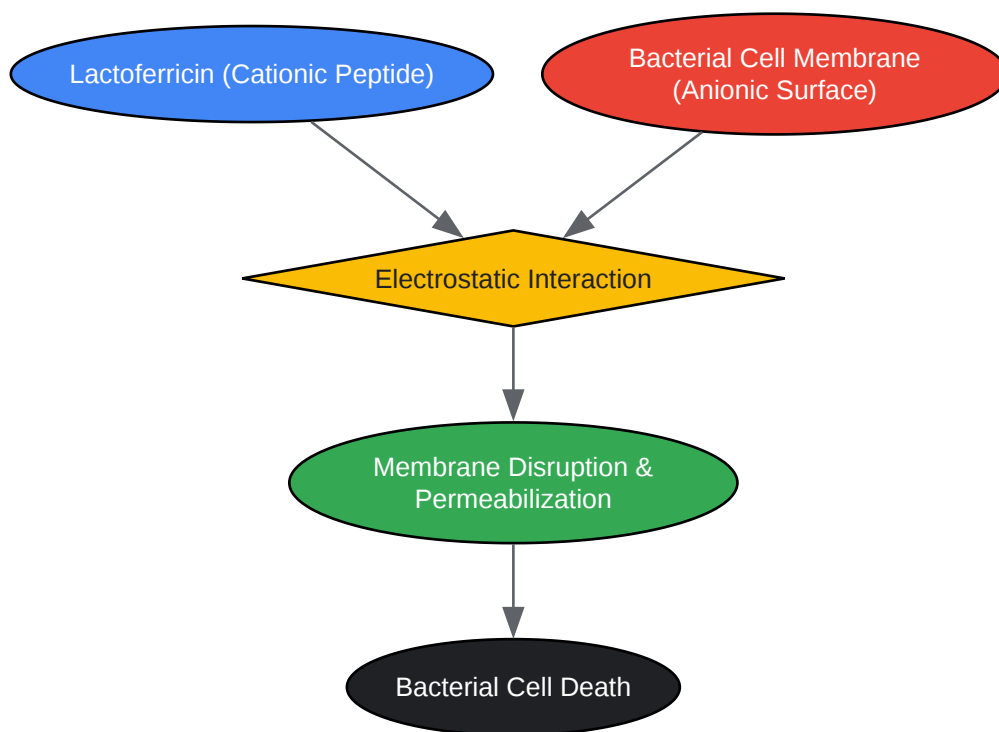 Lactoferricin (Cationic Peptide)
Bacterial Cell Membrane
(Anionic Surface)
Electrostatic Interaction
Membrane Disruption &
Permeabilization
Bacterial Cell Death